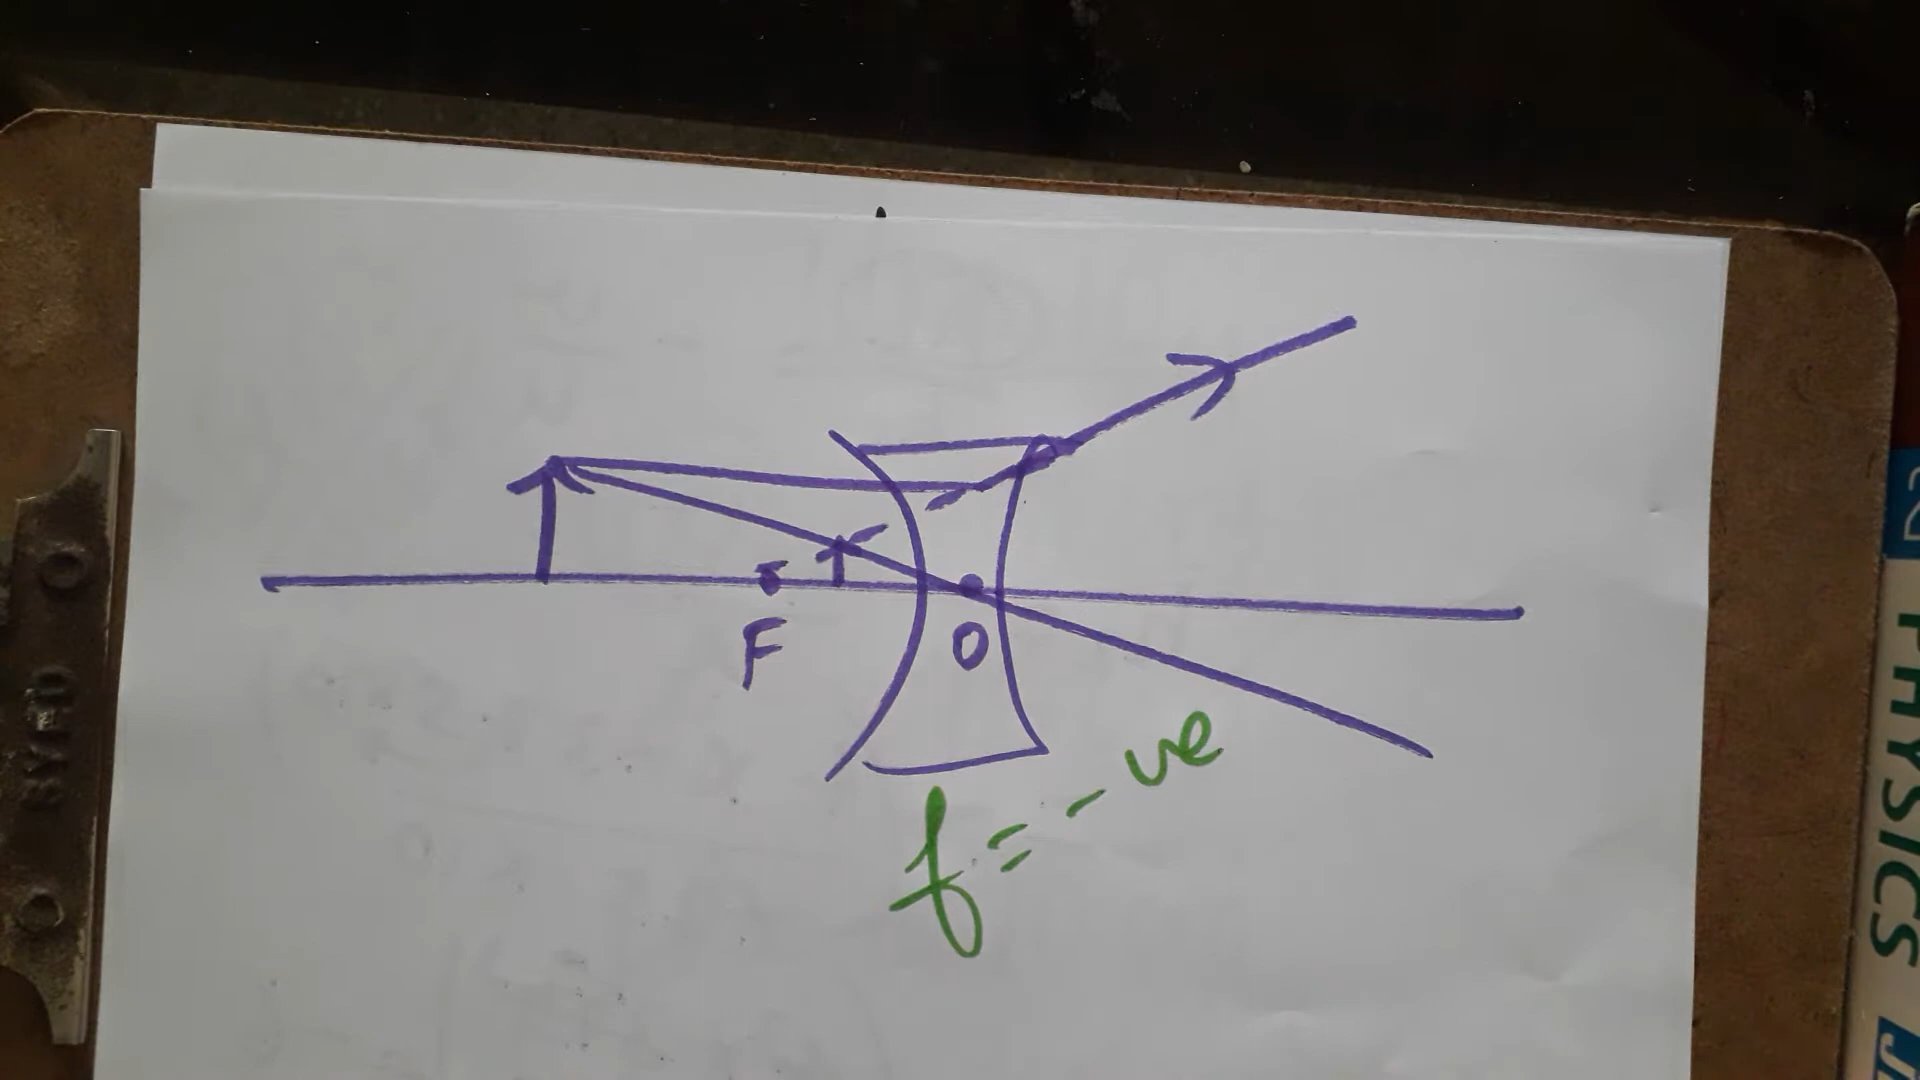 F
O
f = - ve
PHYSICS